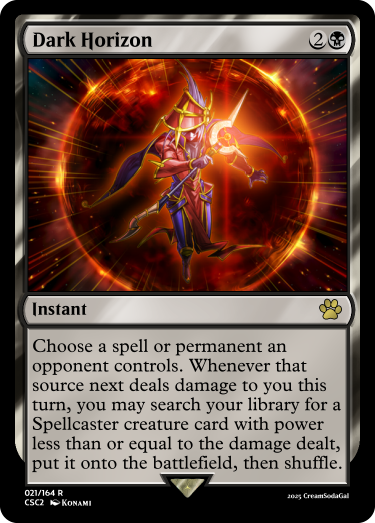 Dark Horizon 2
Instant
Choose a spell or permanent an
opponent controls. Whenever that
source next deals damage to you this
turn, you may search your library for a
Spellcaster creature card with power
less than or equal to the damage dealt,
put it onto the battlefield, then shuffle.
021/164 R
CSC2 Konami
2025 CreamSodaGal